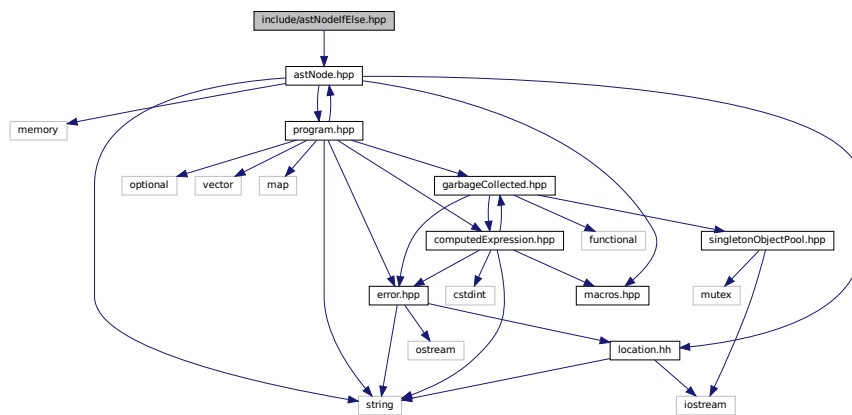 include/astNodeIfElse.hpp
astNode.hpp
memory
program.hpp
optional
vector
map
garbageCollected.hpp
computedExpression.hpp
functional
singletonObjectPool.hpp
error.hpp
cstdint
macros.hpp
mutex
ostream
location.hh
string
iostream